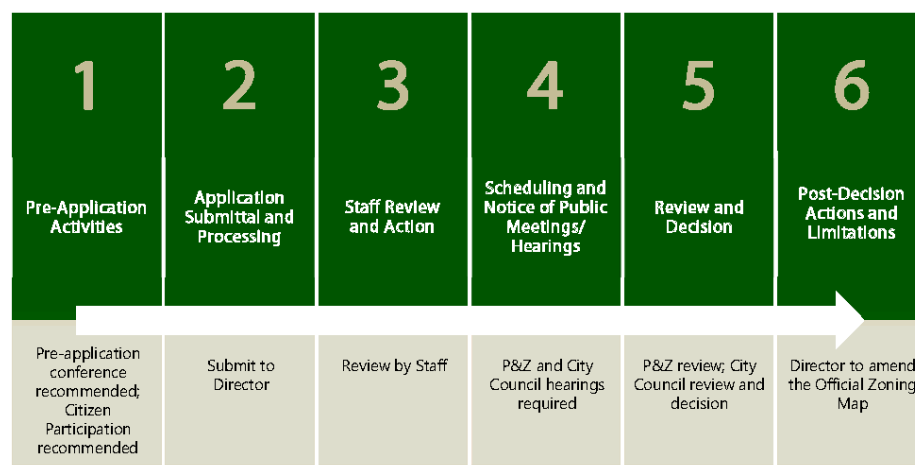 1
2
3
4
5
6
Pre-Application
Activities
Application
Submittal and
Processing
Staff Review
and Action
Scheduling and
Notice of Public
Meetings/
Hearings
Review and
Decision
Post-Decision
Actions and
Limitations
Pre-application
conference
recommended;
Citizen
Participation
recommended
Submit to
Director
Review by Staff
P&Z and City
Council hearings
required
P&Z review; City
Council review and
decision
Director to amend
the Official Zoning
Map